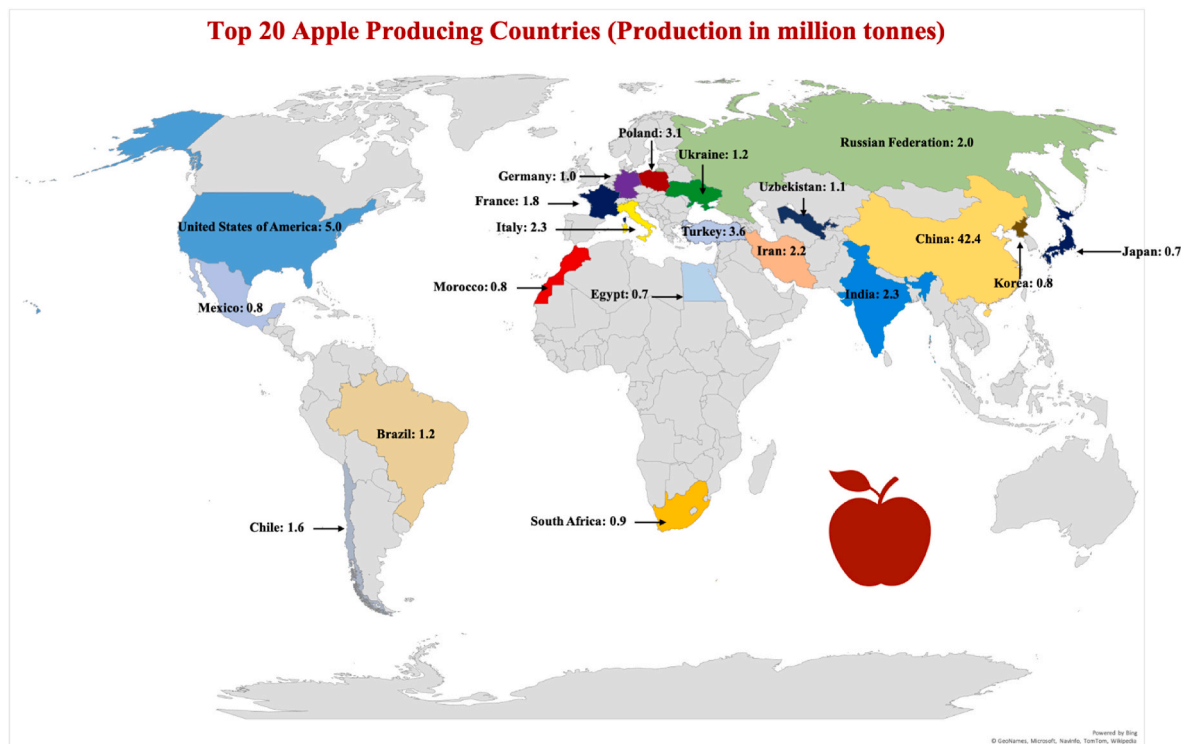 Top 20 Apple Producing Countries (Production in million tonnes)
Poland: 3.1
Russian Federation: 2.0
Ukraine: 1.2
Germany: 1.0
Uzbekistan: 1.1
France: 1.8
United States of America: 5.0
Italy: 2.3
Turkey: 3.6
China: 42.4
Iran: 2.2
Japan: 0.7
Korea: 0.8
Morocco: 0.8
Egypt: 0.7
India: 2.3
Mexico: 0.8
Brazil: 1.2
South Africa: 0.9
Chile: 1.6
Powered by Bing
© GeoNames, Microsoft, Navinfo, TomTom, Wikipedia